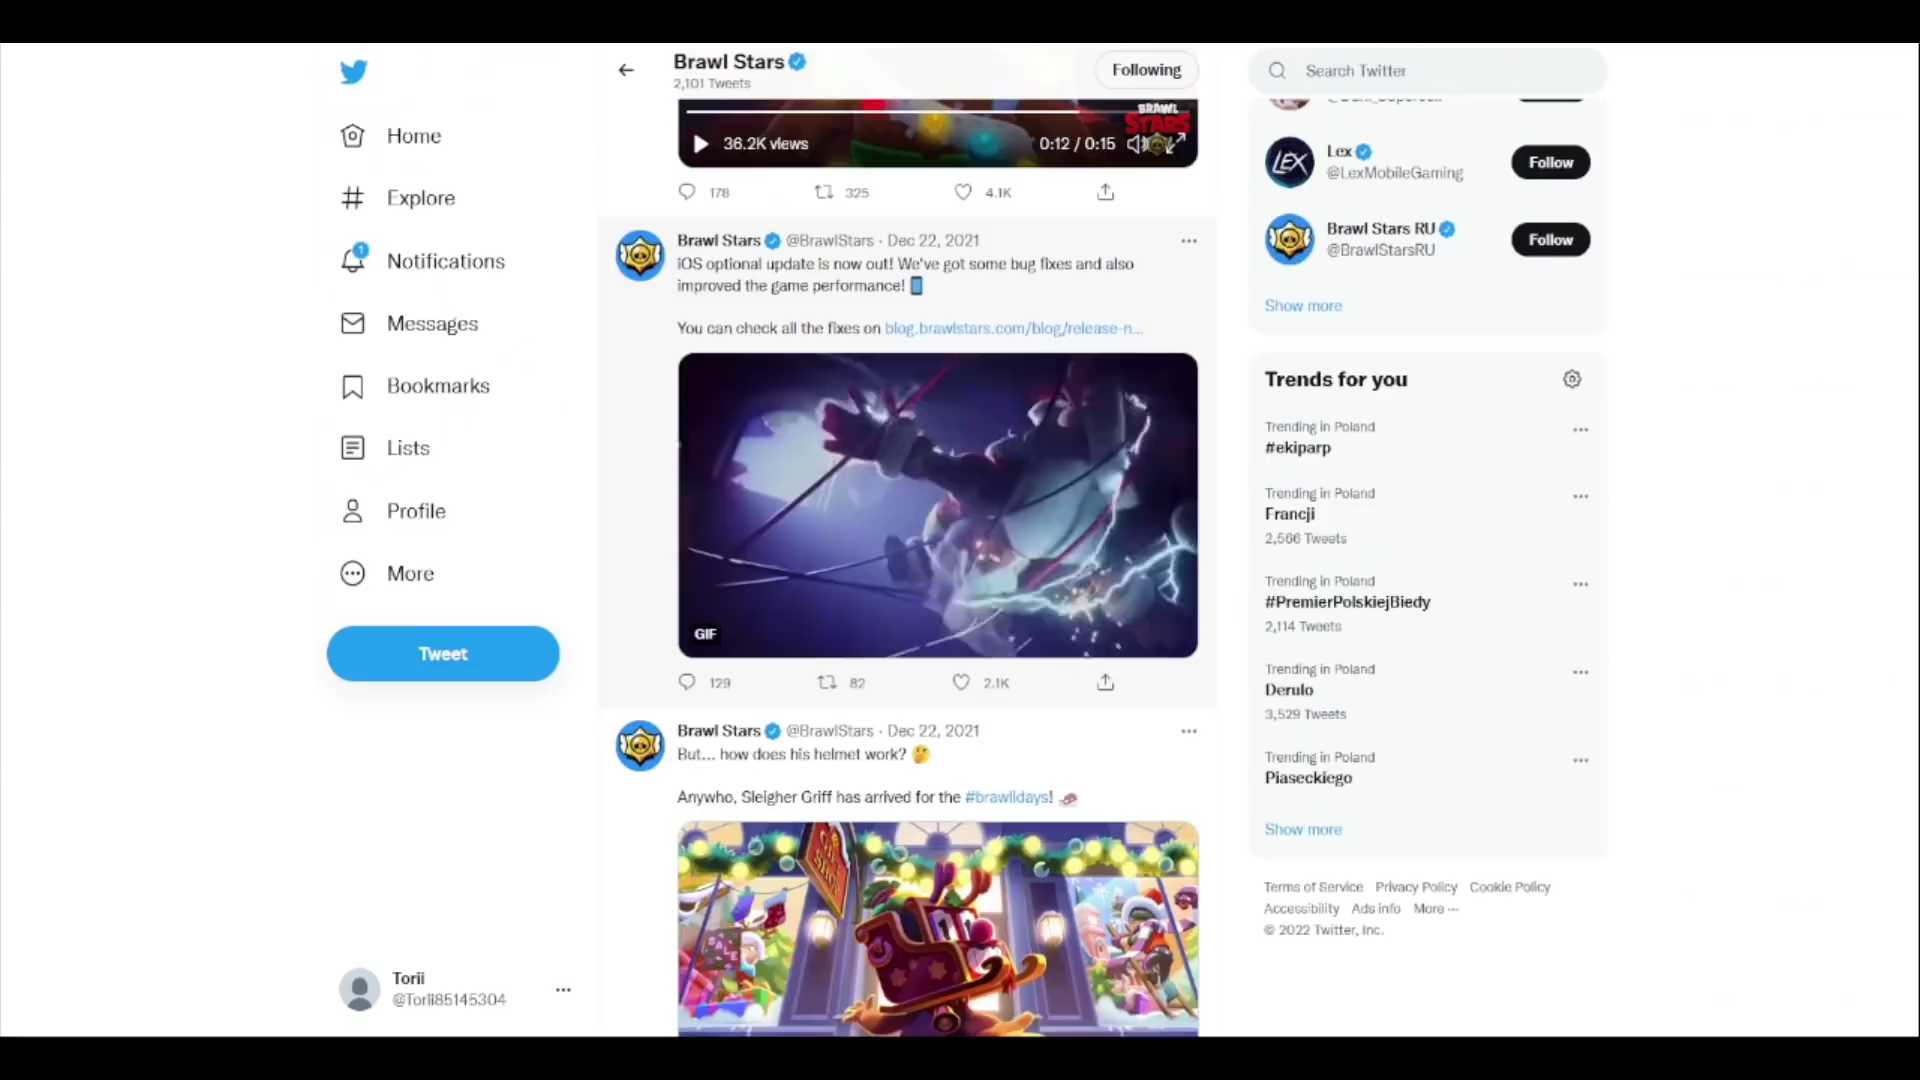 Home
Explore
1
Notifications
Messages
Bookmarks
Lists
Profile
More
Tweet
Torii
@Torii85145304
Brawl Stars
2,101 Tweets
Following
BRAWL
STARS
36.2K views
0:12 / 0:15
178
325
4.1K
Brawl Stars @BrawlStars · Dec 22, 2021
iOS optional update is now out! We've got some bug fixes and also
improved the game performance!
You can check all the fixes on blog.brawlstars.com/blog/release-n...
GIF
129
82
2.1K
Brawl Stars @BrawlStars · Dec 22, 2021
But... how does his helmet work? 🤔
Anywho, Sleigher Griff has arrived for the #brawlidays!
SALE
Search Twitter
LEX
Lex
@LexMobileGaming
Follow
Brawl Stars RU
@BrawlStarsRU
Follow
Show more
Trends for you
Trending in Poland
#ekiparp
Trending in Poland
Francji
2,566 Tweets
Trending in Poland
#PremierPolskiejBiedy
2,114 Tweets
Trending in Poland
Derulo
3,529 Tweets
Trending in Poland
Piaseckiego
Show more
Terms of Service Privacy Policy Cookie Policy
Accessibility Ads info More ...
© 2022 Twitter, Inc.